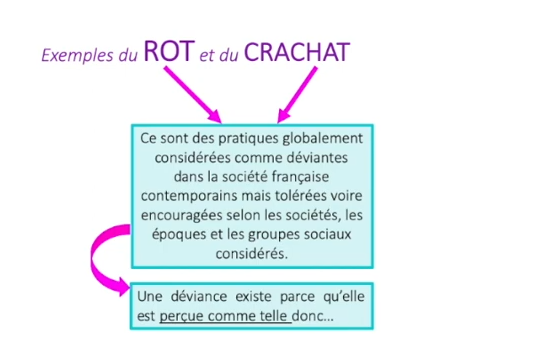 Exemples du ROT et du CRACHAT
Ce sont des pratiques globalement
considérées comme déviantes
dans la société française
contemporains mais tolérées voire
encouragées selon les sociétés, les
époques et les groupes sociaux
considérés.
Une déviance existe parce qu'elle
est perçue comme telle donc...